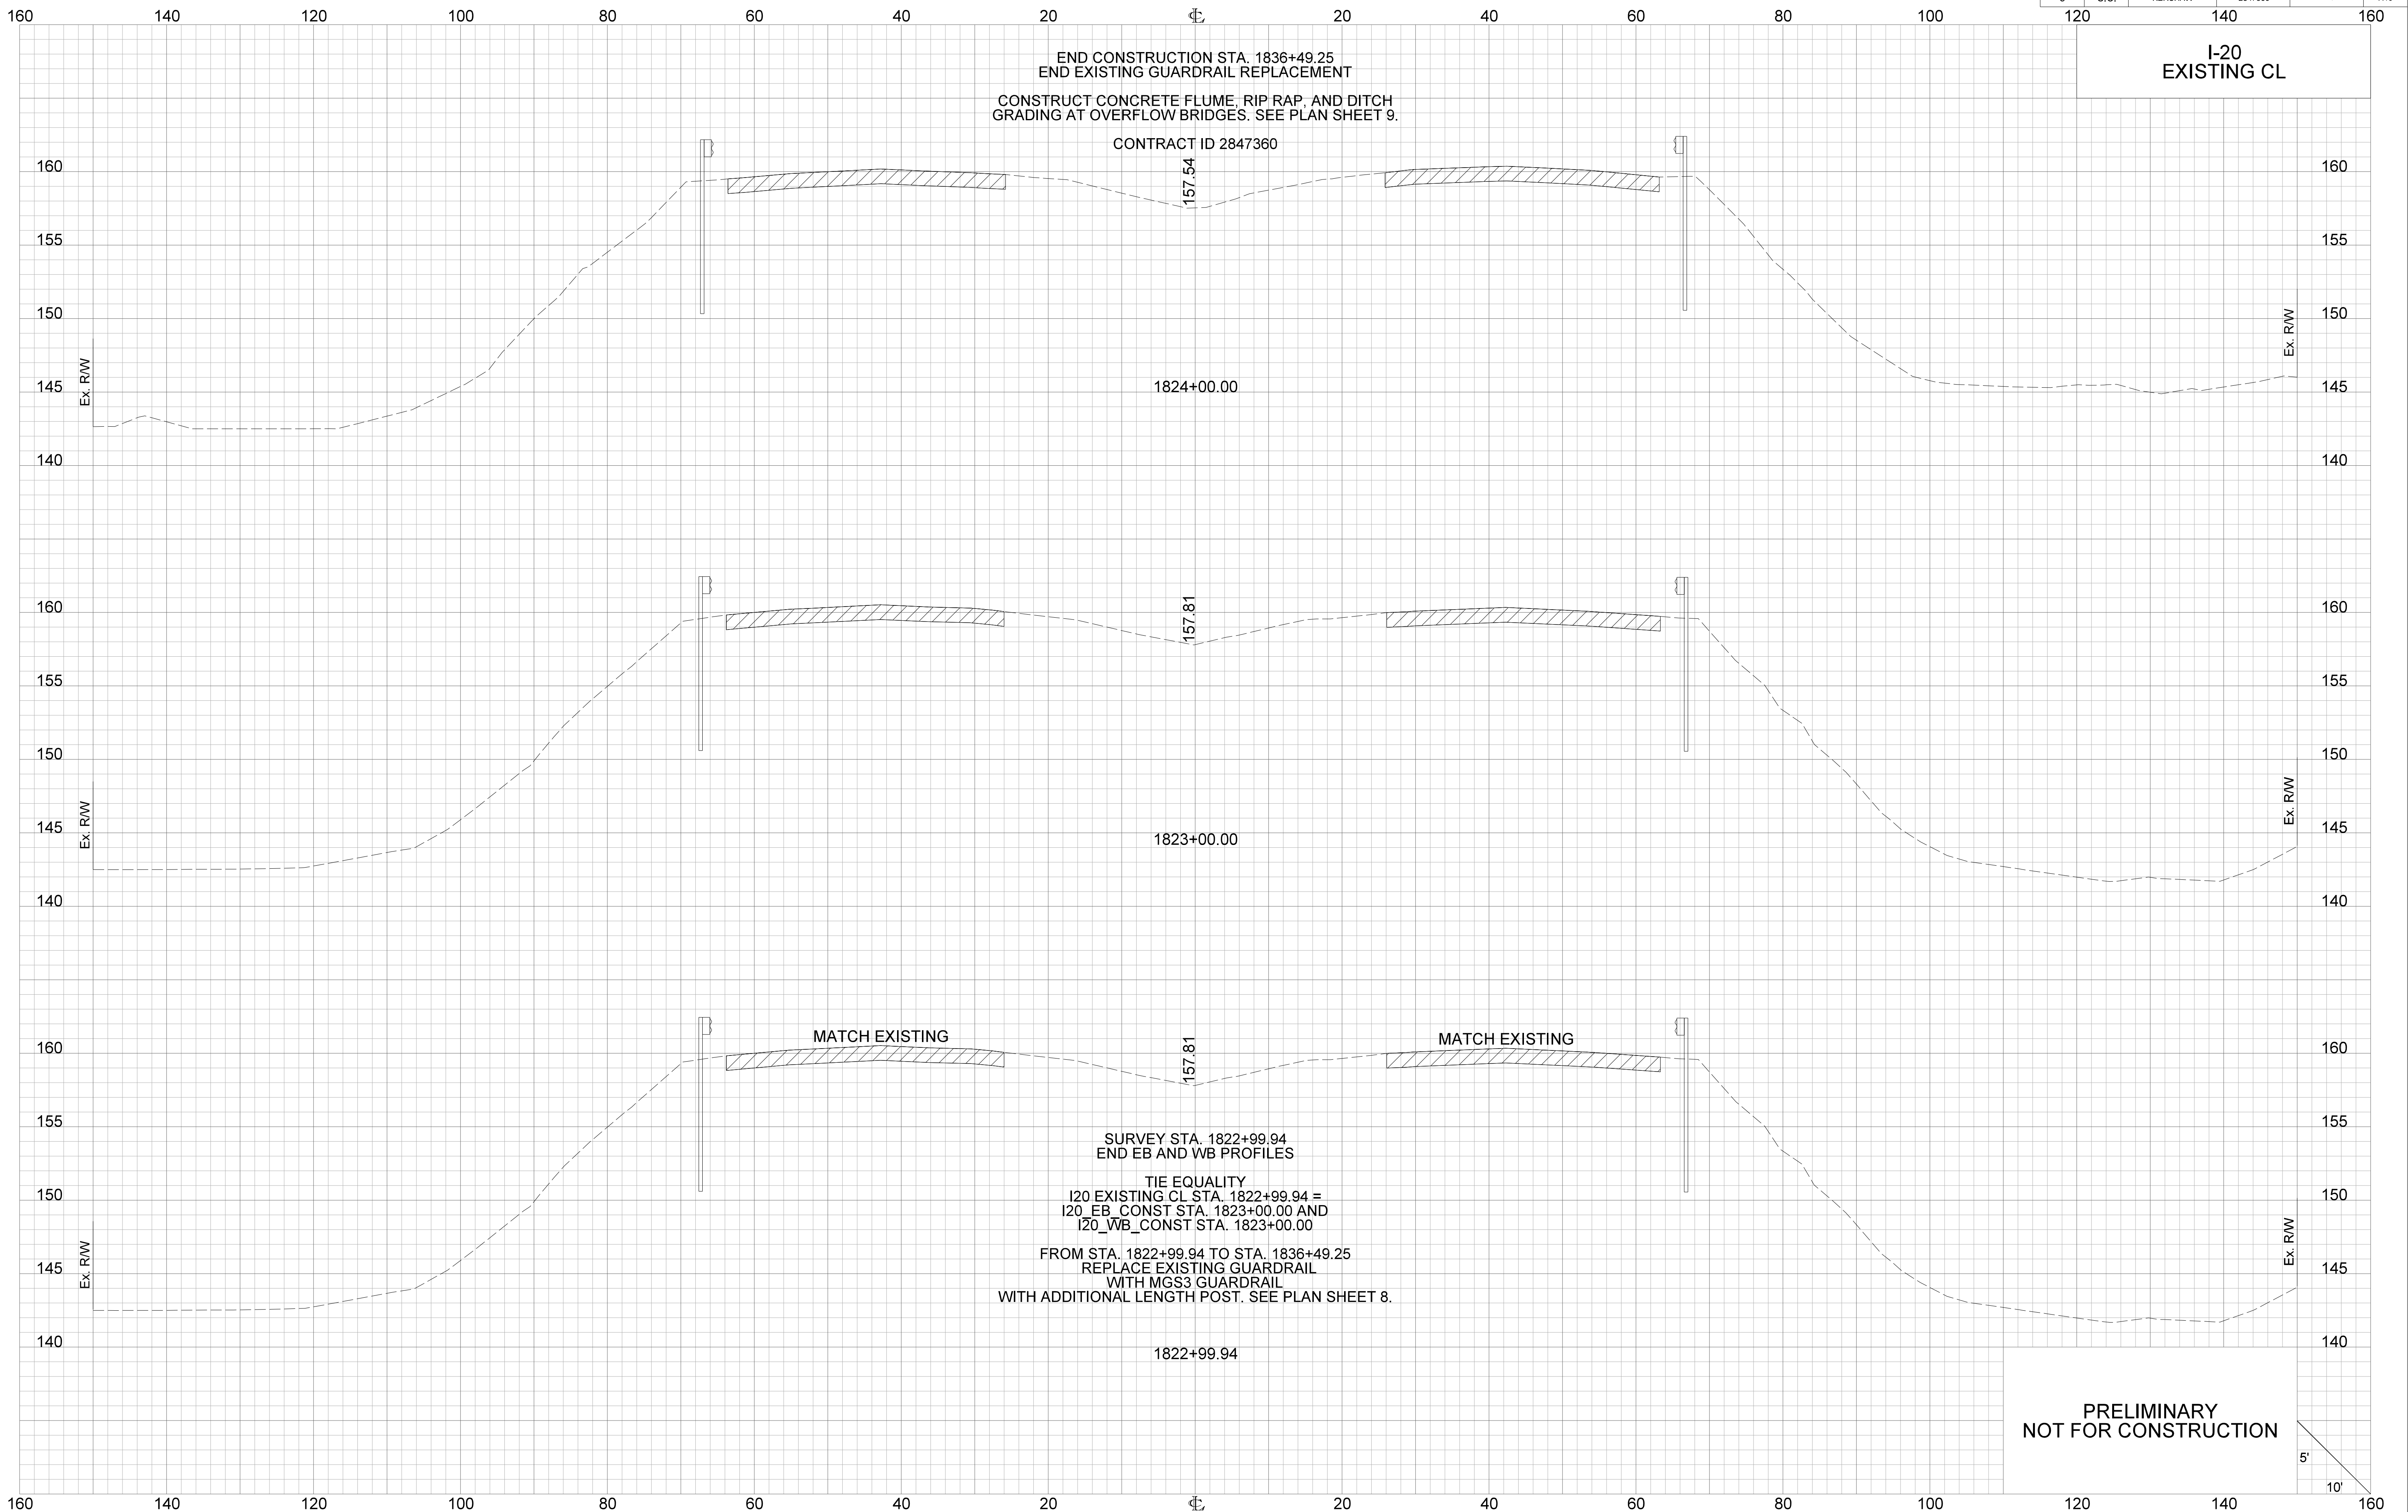 160 140 120 100 80 60 40 20 CL 20 40 60 80 100 120 140 160
I-20
EXISTING CL
END CONSTRUCTION STA. 1836+49.25
END EXISTING GUARDRAIL REPLACEMENT
CONSTRUCT CONCRETE FLUME, RIP RAP, AND DITCH
GRADING AT OVERFLOW BRIDGES. SEE PLAN SHEET 9.
CONTRACT ID 2847360
160 157.54 160
155 155
150 150
Ex. R/W Ex. R/W
145 1824+00.00 145
140 140
160 157.81 160
155 155
150 150
Ex. R/W Ex. R/W
145 1823+00.00 145
140 140
MATCH EXISTING MATCH EXISTING
160 157.81 160
155 155
SURVEY STA. 1822+99.94
END EB AND WB PROFILES
TIE EQUALITY
I20 EXISTING CL STA. 1822+99.94 =
150 150
I20_EB_CONST STA. 1823+00.00 AND
I20_WB_CONST STA. 1823+00.00
Ex. R/W Ex. R/W
FROM STA. 1822+99.94 TO STA. 1836+49.25
REPLACE EXISTING GUARDRAIL
145 145
WITH MGS3 GUARDRAIL
WITH ADDITIONAL LENGTH POST. SEE PLAN SHEET 8.
140 140
1822+99.94
PRELIMINARY
NOT FOR CONSTRUCTION
5'
10'
160 140 120 100 80 60 40 20 CL 20 40 60 80 100 120 140 160